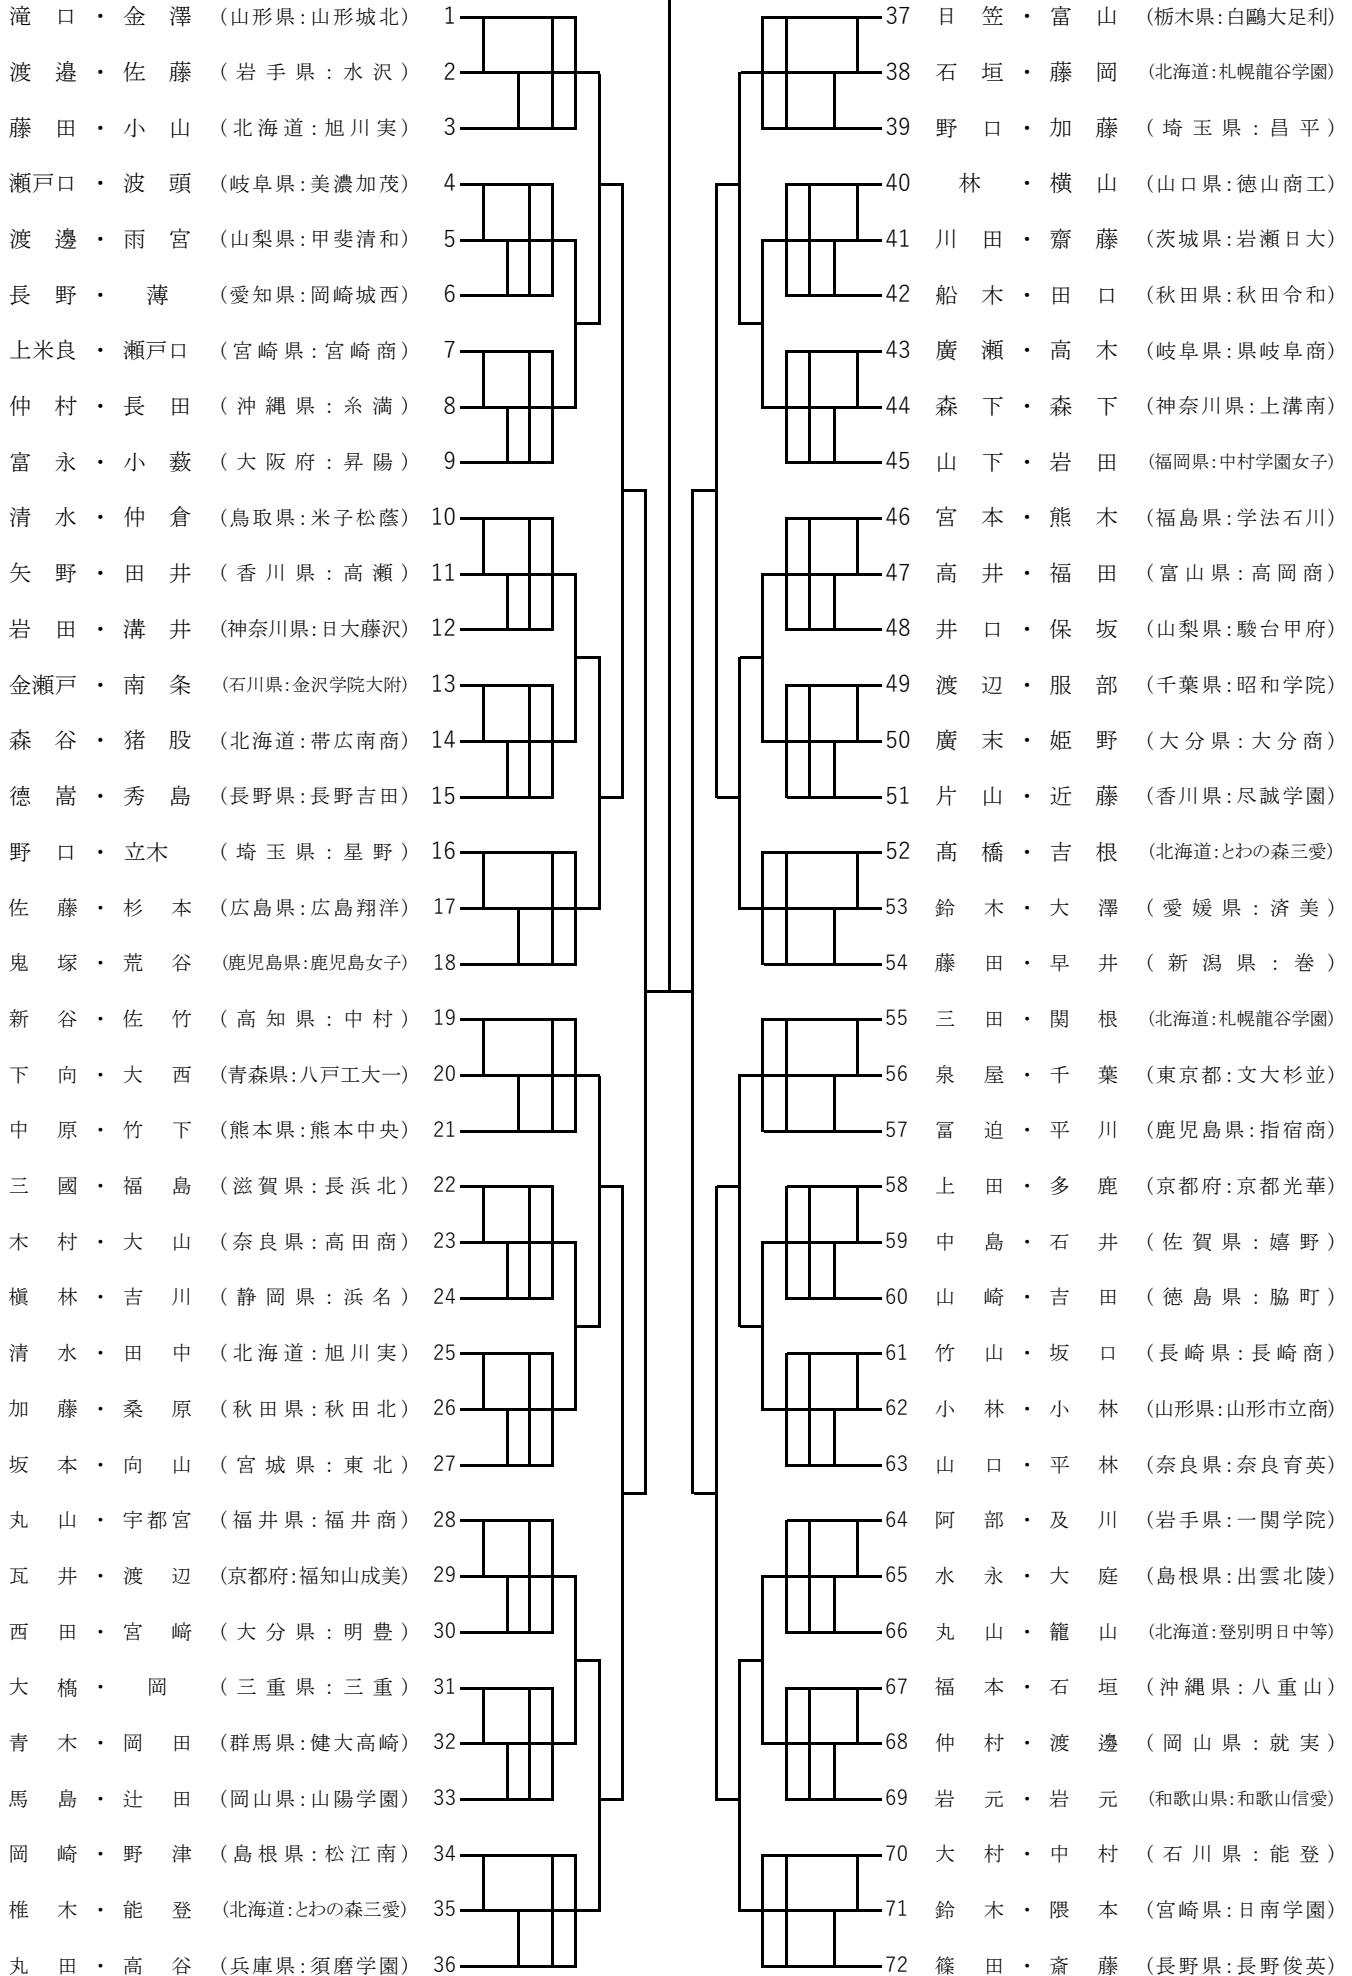 滝口・金澤 (山形県:山形城北) 1
渡邉・佐藤 (岩手県:水沢) 2
藤田・小山 (北海道:旭川実) 3
瀬戸口・波頭 (岐阜県:美濃加茂) 4
渡邊・雨宮 (山梨県:甲斐清和) 5
長野・薄 (愛知県:岡崎城西) 6
上米良・瀬戸口 (宮崎県:宮崎商) 7
仲村・長田 (沖縄県:糸満) 8
富永・小薮 (大阪府:昇陽) 9
清水・仲倉 (鳥取県:米子松蔭) 10
矢野・田井 (香川県:高瀬) 11
岩田・溝井 (神奈川県:日大藤沢) 12
金瀬戸・南条 (石川県:金沢学院大附) 13
森谷・猪股 (北海道:帯広南商) 14
德嵩・秀島 (長野県:長野吉田) 15
野口・立木 (埼玉県:星野) 16
佐藤・杉本 (広島県:広島翔洋) 17
鬼塚・荒谷 (鹿児島県:鹿児島女子) 18
新谷・佐竹 (高知県:中村) 19
下向・大西 (青森県:八戸工大一) 20
中原・竹下 (熊本県:熊本中央) 21
三國・福島 (滋賀県:長浜北) 22
木村・大山 (奈良県:高田商) 23
槇林・吉川 (静岡県:浜名) 24
清水・田中 (北海道:旭川実) 25
加藤・桑原 (秋田県:秋田北) 26
坂本・向山 (宮城県:東北) 27
丸山・宇都宮 (福井県:福井商) 28
瓦井・渡辺 (京都府:福知山成美) 29
西田・宮﨑 (大分県:明豊) 30
大橋・岡 (三重県:三重) 31
青木・岡田 (群馬県:健大高崎) 32
馬島・辻田 (岡山県:山陽学園) 33
岡崎・野津 (島根県:松江南) 34
椎木・能登 (北海道:とわの森三愛) 35
丸田・高谷 (兵庫県:須磨学園) 36
37 日笠・富山 (栃木県:白鷗大足利)
38 石垣・藤岡 (北海道:札幌龍谷学園)
39 野口・加藤 (埼玉県:昌平)
40 林・横山 (山口県:徳山商工)
41 川田・齋藤 (茨城県:岩瀬日大)
42 船木・田口 (秋田県:秋田令和)
43 廣瀬・高木 (岐阜県:県岐阜商)
44 森下・森下 (神奈川県:上溝南)
45 山下・岩田 (福岡県:中村学園女子)
46 宮本・熊木 (福島県:学法石川)
47 高井・福田 (富山県:高岡商)
48 井口・保坂 (山梨県:駿台甲府)
49 渡辺・服部 (千葉県:昭和学院)
50 廣末・姫野 (大分県:大分商)
51 片山・近藤 (香川県:尽誠学園)
52 髙橋・吉根 (北海道:とわの森三愛)
53 鈴木・大澤 (愛媛県:済美)
54 藤田・早井 (新潟県:巻)
55 三田・関根 (北海道:札幌龍谷学園)
56 泉屋・千葉 (東京都:文大杉並)
57 冨迫・平川 (鹿児島県:指宿商)
58 上田・多鹿 (京都府:京都光華)
59 中島・石井 (佐賀県:嬉野)
60 山崎・吉田 (徳島県:脇町)
61 竹山・坂口 (長崎県:長崎商)
62 小林・小林 (山形県:山形市立商)
63 山口・平林 (奈良県:奈良育英)
64 阿部・及川 (岩手県:一関学院)
65 水永・大庭 (島根県:出雲北陵)
66 丸山・籠山 (北海道:登別明日中等)
67 福本・石垣 (沖縄県:八重山)
68 仲村・渡邊 (岡山県:就実)
69 岩元・岩元 (和歌山県:和歌山信愛)
70 大村・中村 (石川県:能登)
71 鈴木・隈本 (宮崎県:日南学園)
72 篠田・斎藤 (長野県:長野俊英)